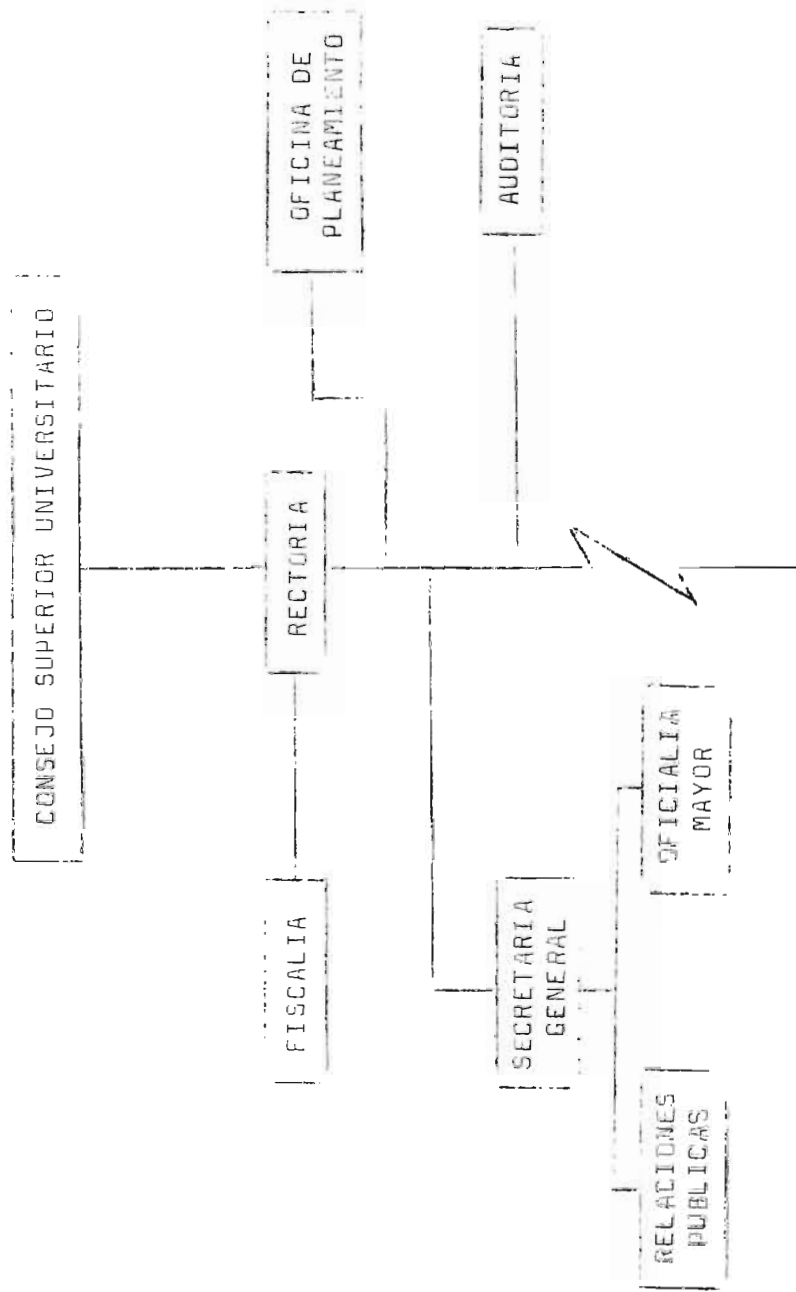 CONSEJO SUPERIOR UNIVERSITARIO
FISCALIA
RECTORIA
OFICINA DE
PLANEAMIENTO
SECRETARIA
GENERAL
AUDITORIA
RELACIONES
PUBLICAS
OFICIALIA
MAYOR